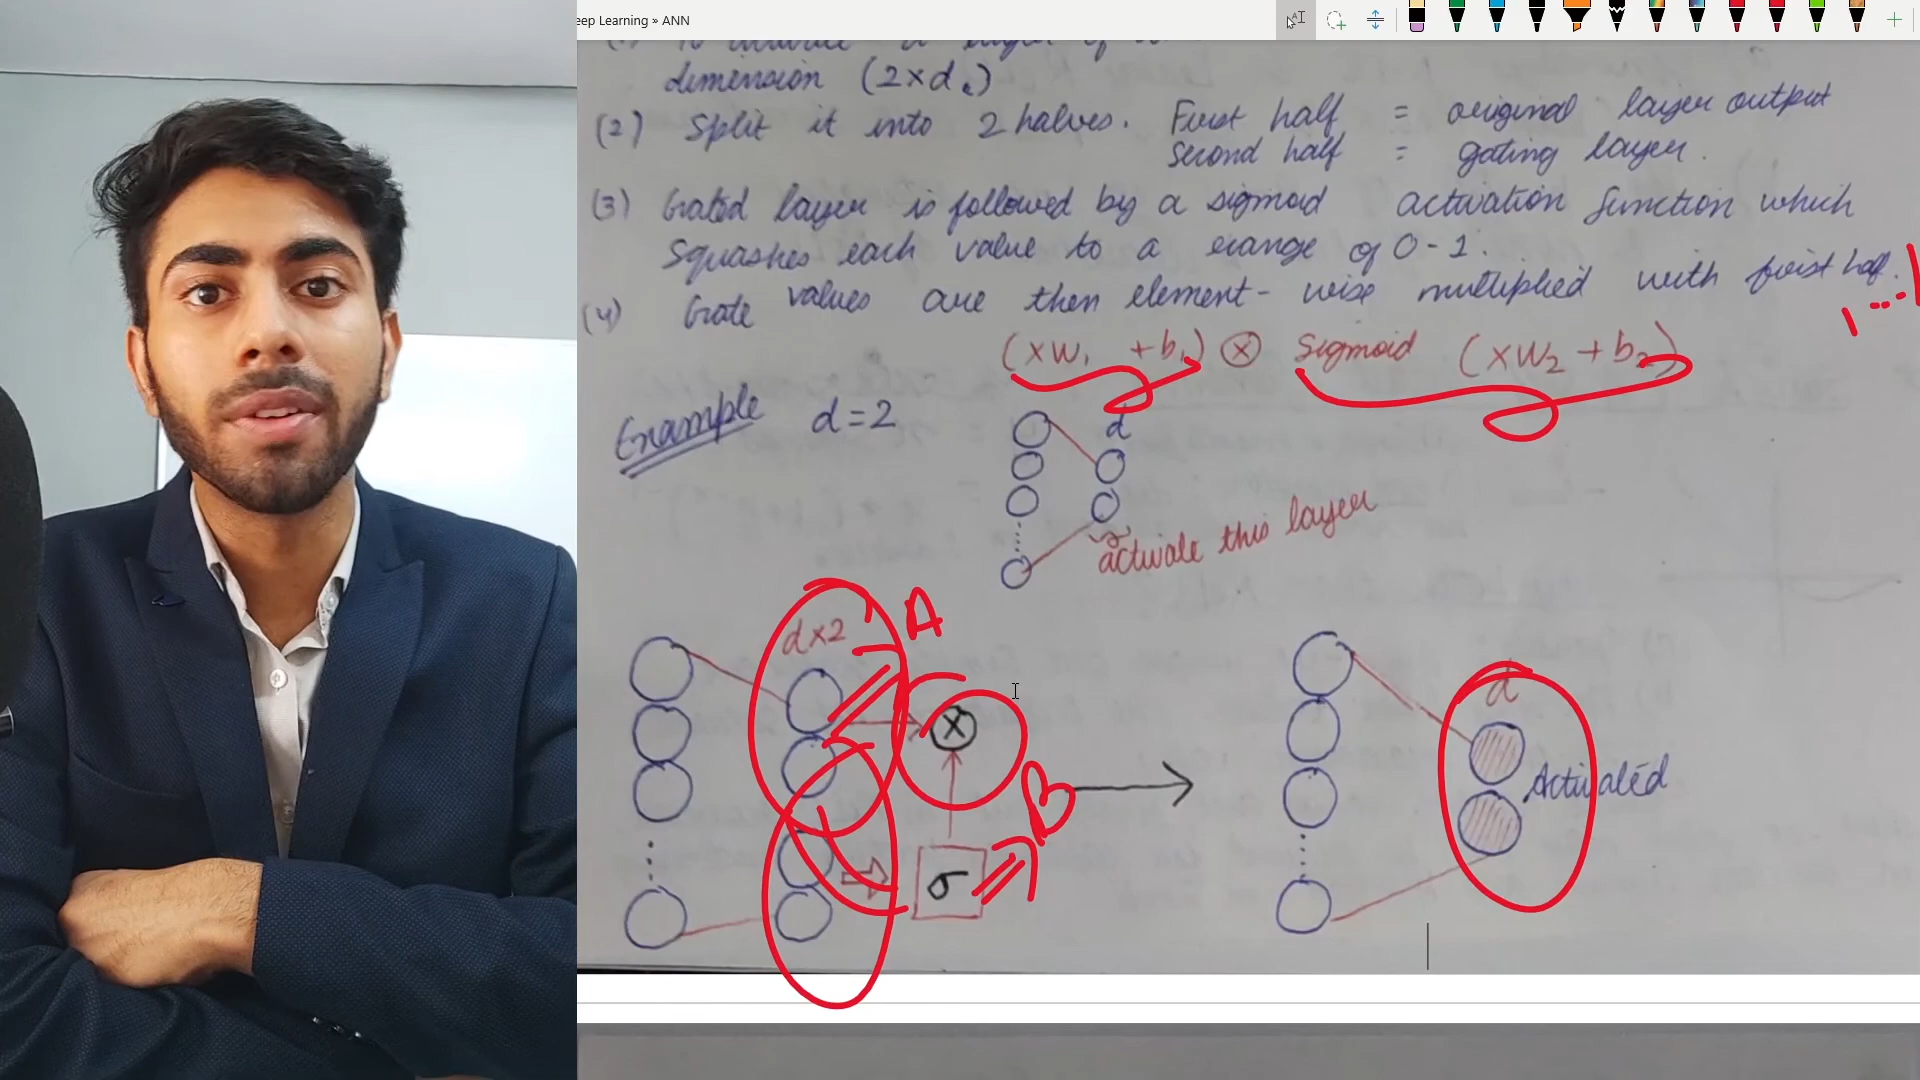 eep Learning » ANN
dimension (2×d.)
(2) Split it into 2 halves. First half = original layer output
Second half = gating layer.
(3) Gated layer is followed by a sigmoid activation function which
squashes each value to a range of 0-1.
(4) Gate values are then element-wise multiplied with first half.
(XW₁ + b₁) ⊗ Sigmoid (XW₂ + b₂)
Example d=2
d
activate this layer
A
d×2
d
X
Activated
B
σ